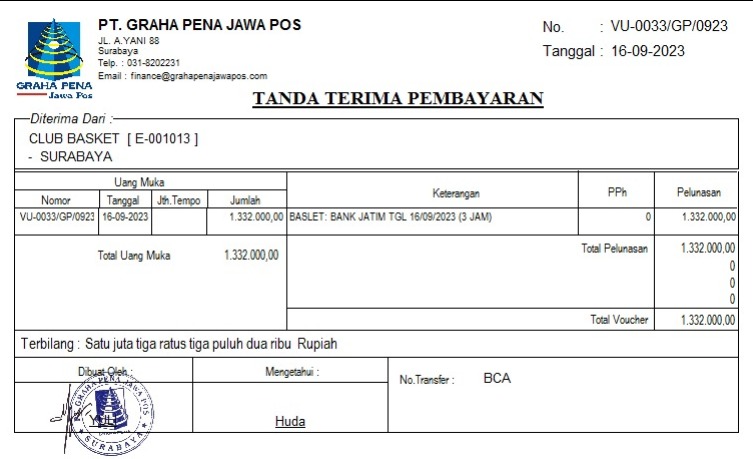 PT. GRAHA PENA JAWA POS
JL. A.YANI 88
Surabaya
Telp. : 031-8202231
Email : finance@grahapenajawapos.com
GRAHA PENA
Jawa Pos
No. : VU-0033/GP/0923
Tanggal : 16-09-2023
TANDA TERIMA PEMBAYARAN
Diterima Dari :
CLUB BASKET [ E-001013 ]
- SURABAYA
Uang Muka Keterangan PPh Pelunasan
Nomor Tanggal Jth.Tempo Jumlah
VU-0033/GP/0923 16-09-2023 1.332.000,00 BASLET: BANK JATIM TGL 16/09/2023 (3 JAM) 0 1.332.000,00
Total Uang Muka 1.332.000,00 Total Pelunasan 1.332.000,00
0
0
0
Total Voucher 1.332.000,00
Terbilang : Satu juta tiga ratus tiga puluh dua ribu Rupiah
Dibuat Oleh : Mengetahui : No.Transfer : BCA
GRAHA PENA JAWA POS
SURABAYA
Huda